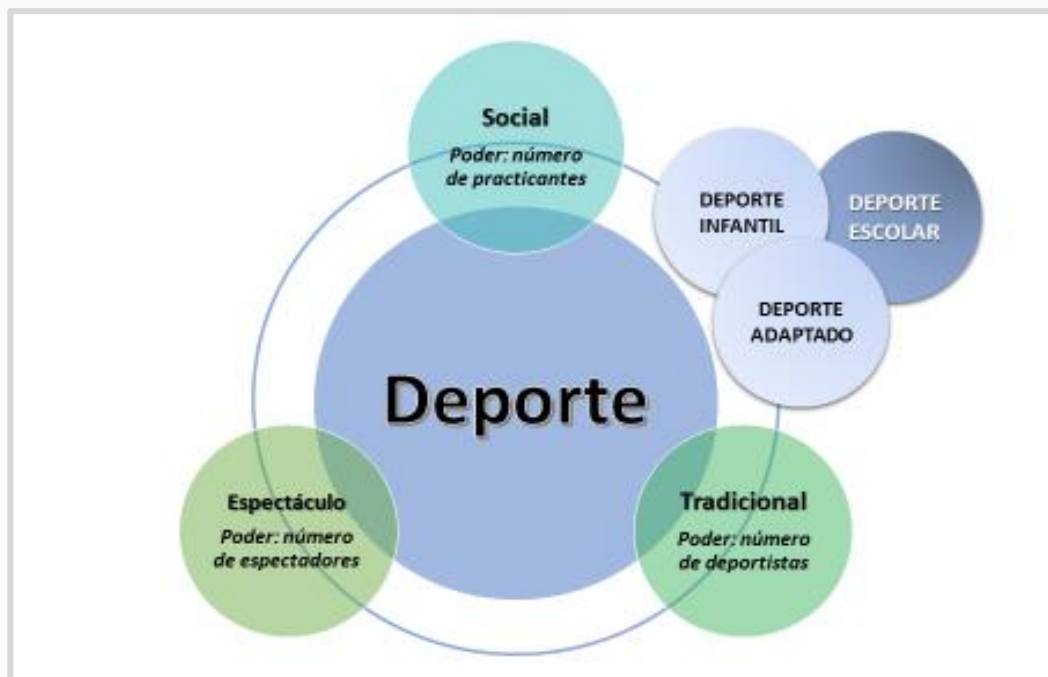 Social
Poder: número
de practicantes
DEPORTE
INFANTIL
DEPORTE
ESCOLAR
DEPORTE
ADAPTADO
Deporte
Espectáculo
Poder: número
de espectadores
Tradicional
Poder: número
de deportistas